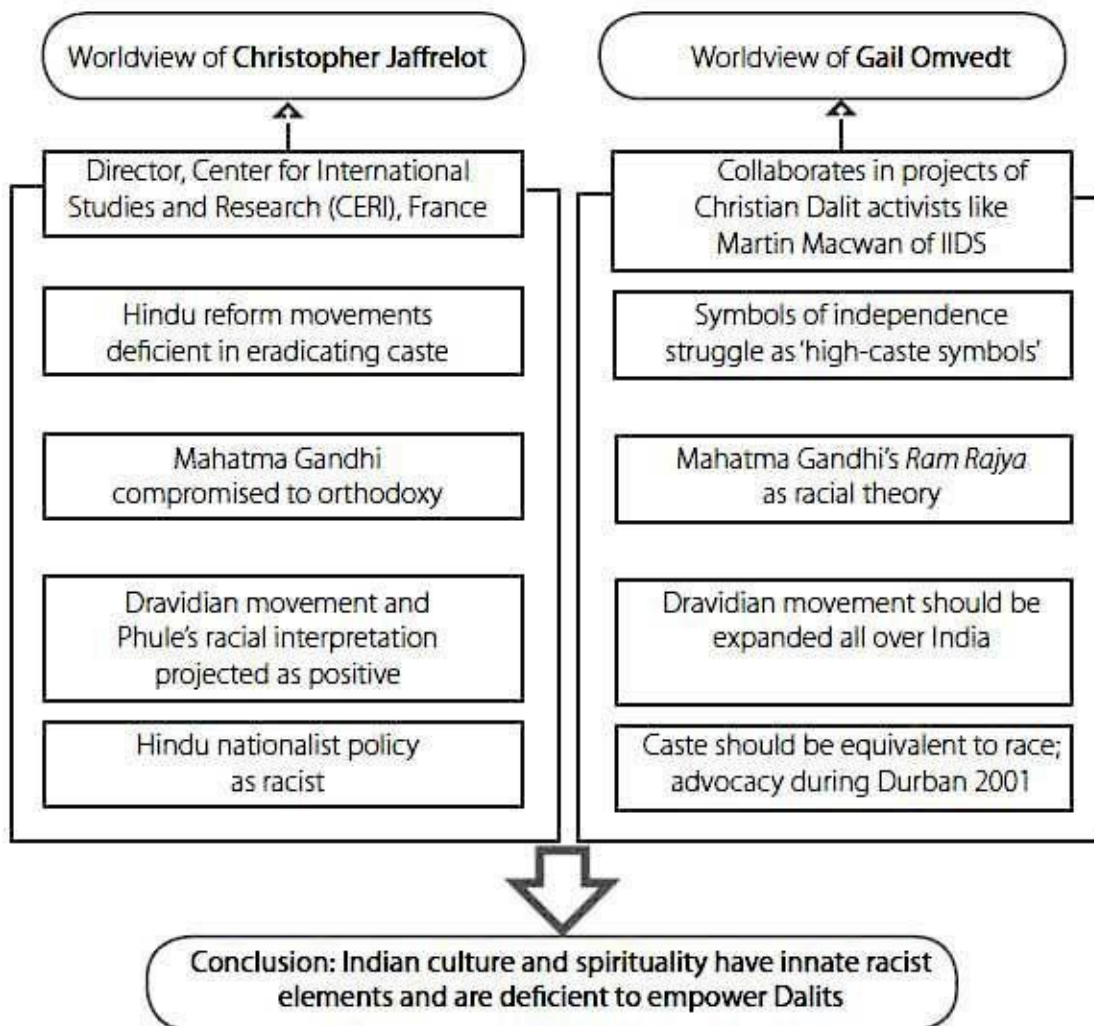 Worldview of Christopher Jaffrelot
Director, Center for International
Studies and Research (CERI), France
Hindu reform movements
deficient in eradicating caste
Mahatma Gandhi
compromised to orthodoxy
Dravidian movement and
Phule's racial interpretation
projected as positive
Hindu nationalist policy
as racist
Worldview of Gail Omvedt
Collaborates in projects of
Christian Dalit activists like
Martin Macwan of IIDS
Symbols of independence
struggle as 'high-caste symbols'
Mahatma Gandhi's Ram Rajya
as racial theory
Dravidian movement should be
expanded all over India
Caste should be equivalent to race;
advocacy during Durban 2001
Conclusion: Indian culture and spirituality have innate racist
elements and are deficient to empower Dalits